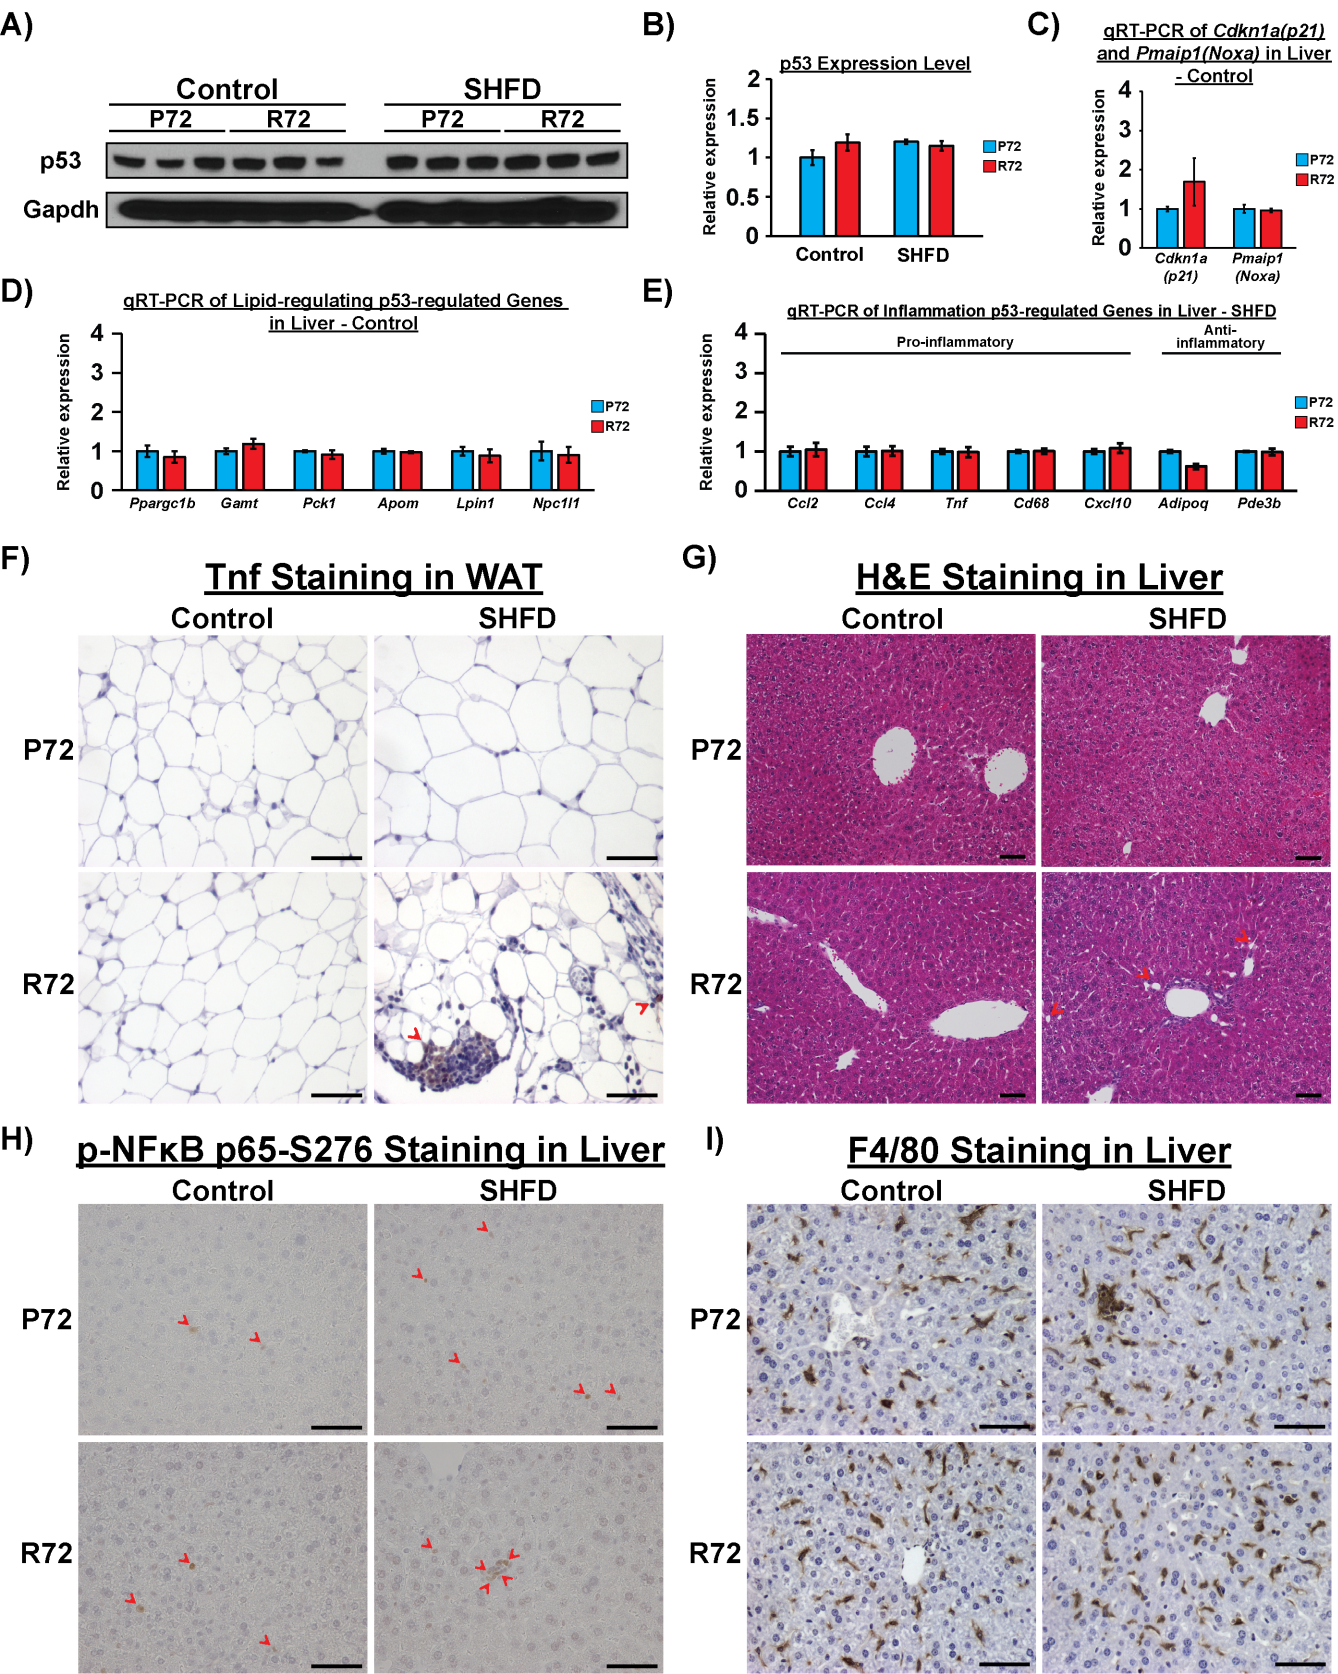 A)
Control
SHFD
P72
R72
P72
R72
p53
Gapdh
B)
p53 Expression Level
Relative expression
2
1.5
1
0.5
0
Control
SHFD
P72
R72
C)
qRT-PCR of Cdkn1a(p21)
and Pmaip1(Noxa) in Liver
- Control
Relative expression
4
3
2
1
0
Cdkn1a
(p21)
Pmaip1
(Noxa)
P72
R72
D)
qRT-PCR of Lipid-regulating p53-regulated Genes
in Liver - Control
Relative expression
4
3
2
1
0
Ppargc1b
Gamt
Pck1
Apom
Lpin1
Npc1l1
P72
R72
E)
qRT-PCR of Inflammation p53-regulated Genes in Liver - SHFD
Pro-inflammatory
Anti-
inflammatory
Relative expression
4
3
2
1
0
Ccl2
Ccl4
Tnf
Cd68
Cxcl10
Adipoq
Pde3b
P72
R72
F)
Tnf Staining in WAT
Control
SHFD
P72
R72
G)
H&E Staining in Liver
Control
SHFD
P72
R72
H)
p-NFκB p65-S276 Staining in Liver
Control
SHFD
P72
R72
I)
F4/80 Staining in Liver
Control
SHFD
P72
R72